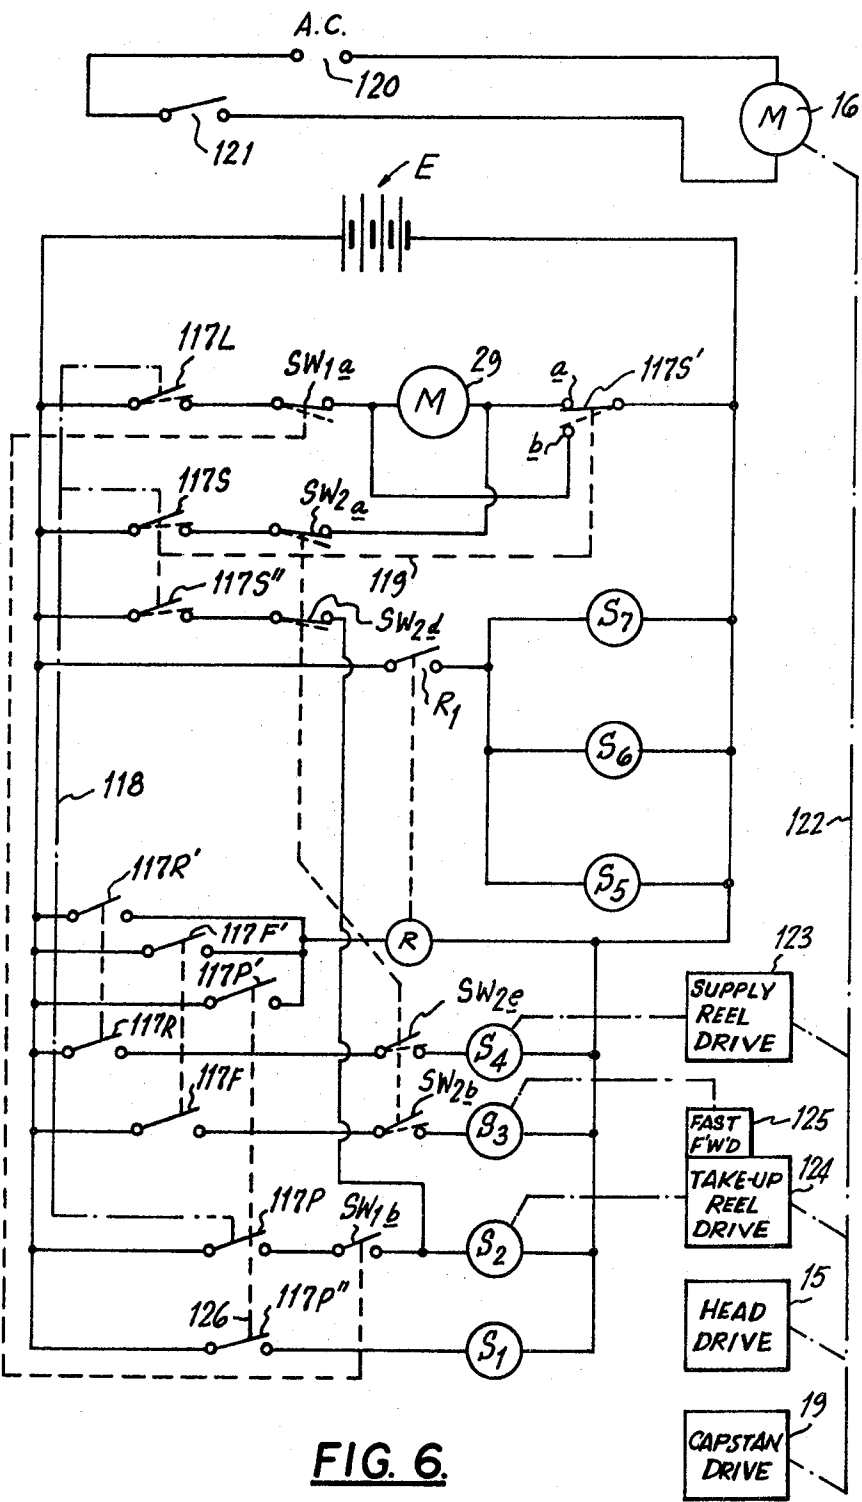 A.C.
120
16
M
121
E
117L
SW1a
29
M
a
117S'
b
117S
SW2a
119
117S"
SW2d
S7
R1
S6
118
122
S5
117R'
117F'
R
117P'
123
SUPPLY
REEL
DRIVE
SW2e
117R
S4
117F
SW2b
S3
FAST
F'W'D
125
TAKE-UP
REEL
DRIVE
124
117P
SW1b
S2
126
117P"
S1
HEAD
DRIVE
15
CAPSTAN
DRIVE
19
FIG. 6.